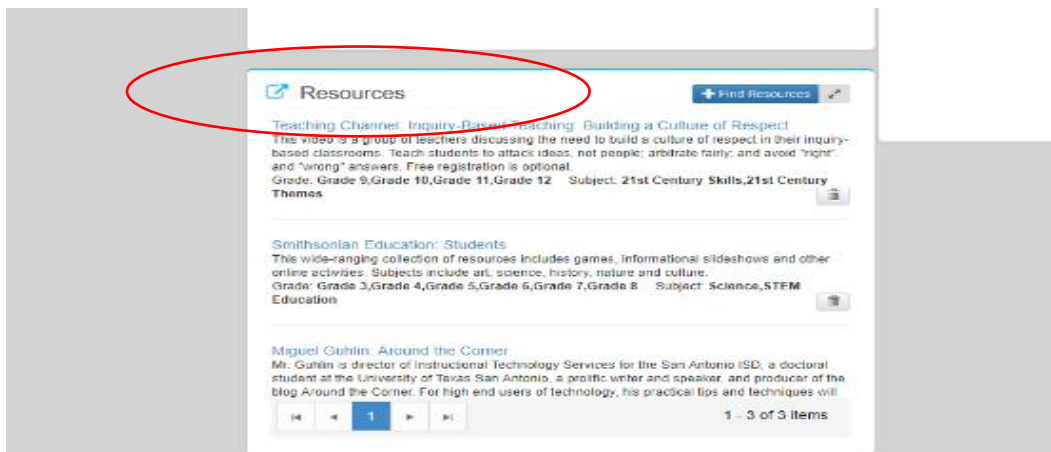 Resources
Find Resources
Teaching Channel: Inquiry-Based Teaching: Building a Culture of Respect
This video is a group of teachers discussing the need to build a culture of respect in their inquiry-
based classrooms. Teach students to attack ideas, not people; arbitrate fairly; and avoid "right"
and "wrong" answers. Free registration is optional.
Grade: Grade 9,Grade 10,Grade 11,Grade 12 Subject: 21st Century Skills,21st Century
Themes
Smithsonian Education: Students
This wide-ranging collection of resources includes games, informational slideshows and other
online activities. Subjects include art, science, history, nature and culture.
Grade: Grade 3,Grade 4,Grade 5,Grade 6,Grade 7,Grade 8 Subject: Science,STEM
Education
Miguel Guhlin: Around the Corner
Mr. Guhlin is director of Instructional Technology Services for the San Antonio ISD, a doctoral
student at the University of Texas San Antonio, a prolific writer and speaker, and producer of the
blog Around the Corner. For high end users of technology, his practical tips and techniques will
1
1 - 3 of 3 items